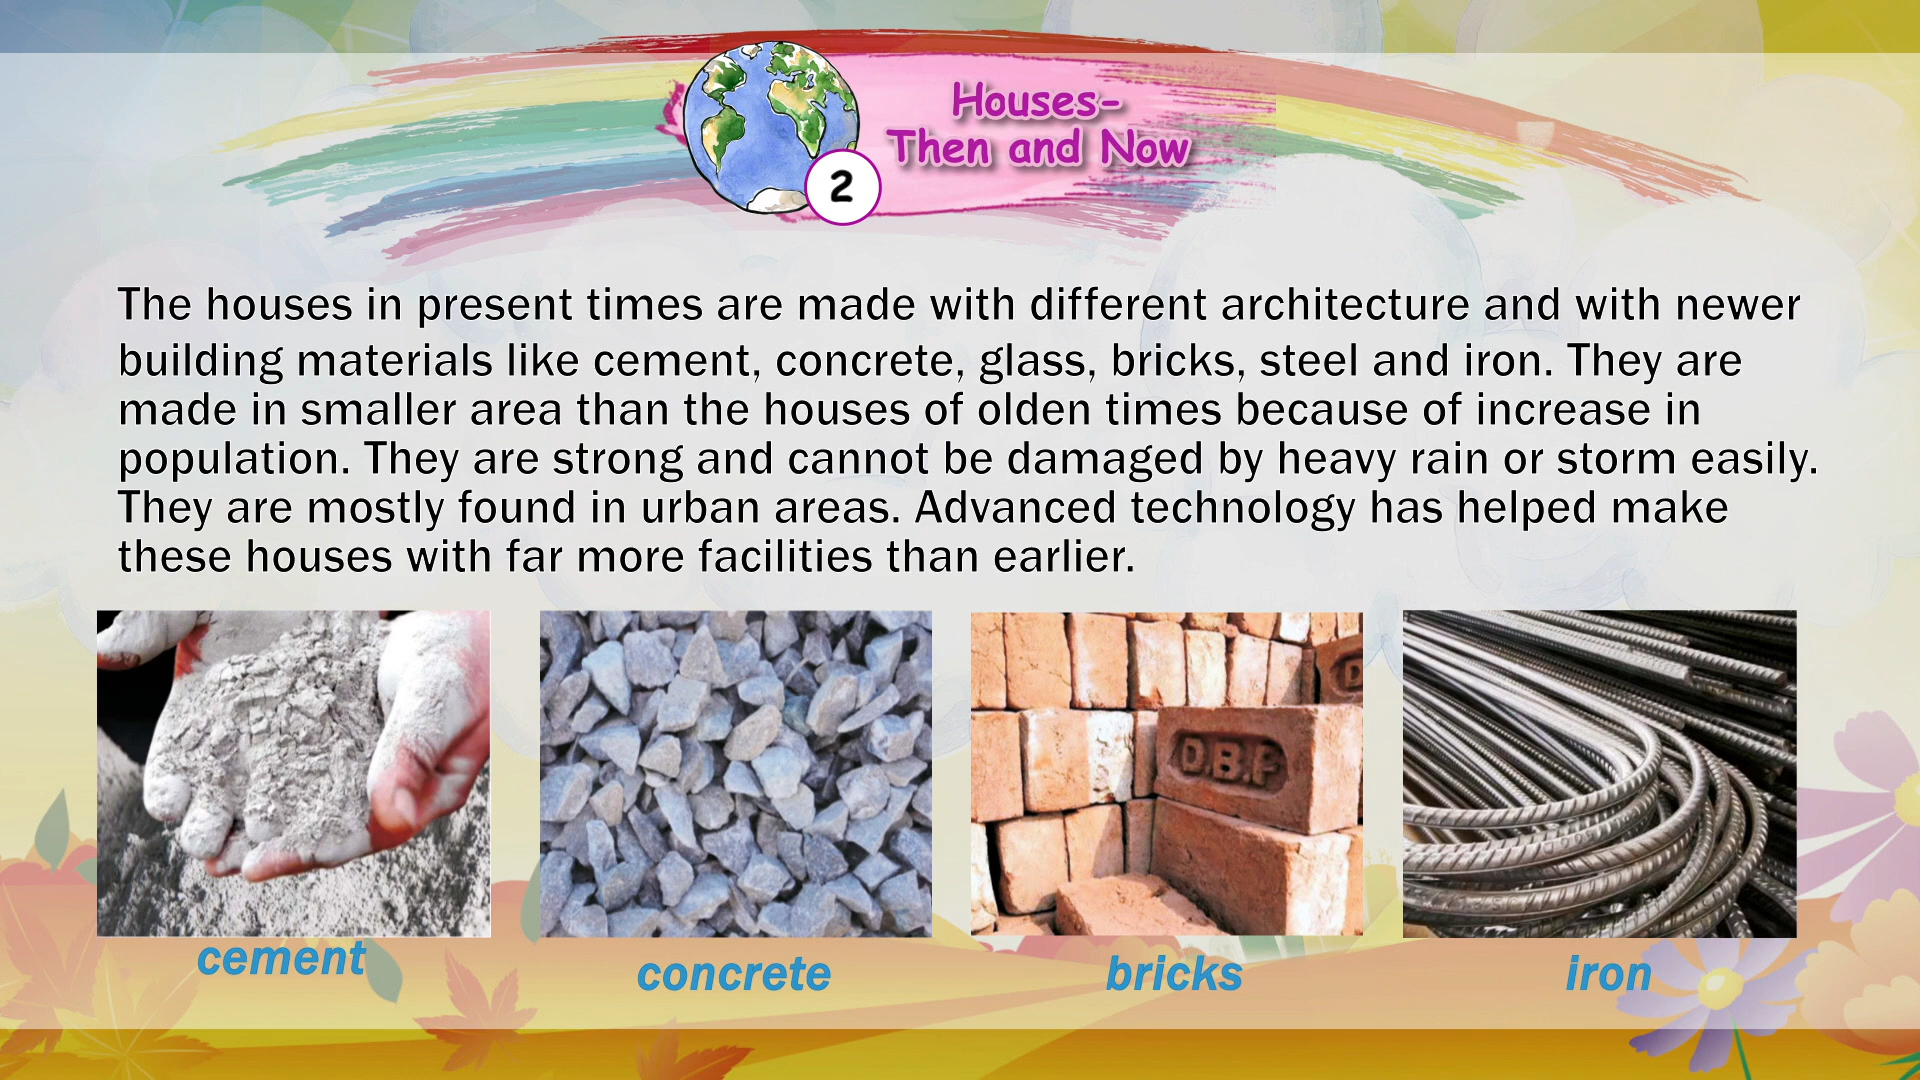 Houses-
Then and Now
2
The houses in present times are made with different architecture and with newer
building materials like cement, concrete, glass, bricks, steel and iron. They are
made in smaller area than the houses of olden times because of increase in
population. They are strong and cannot be damaged by heavy rain or storm easily.
They are mostly found in urban areas. Advanced technology has helped make
these houses with far more facilities than earlier.
D.B.F
cement
concrete
bricks
iron